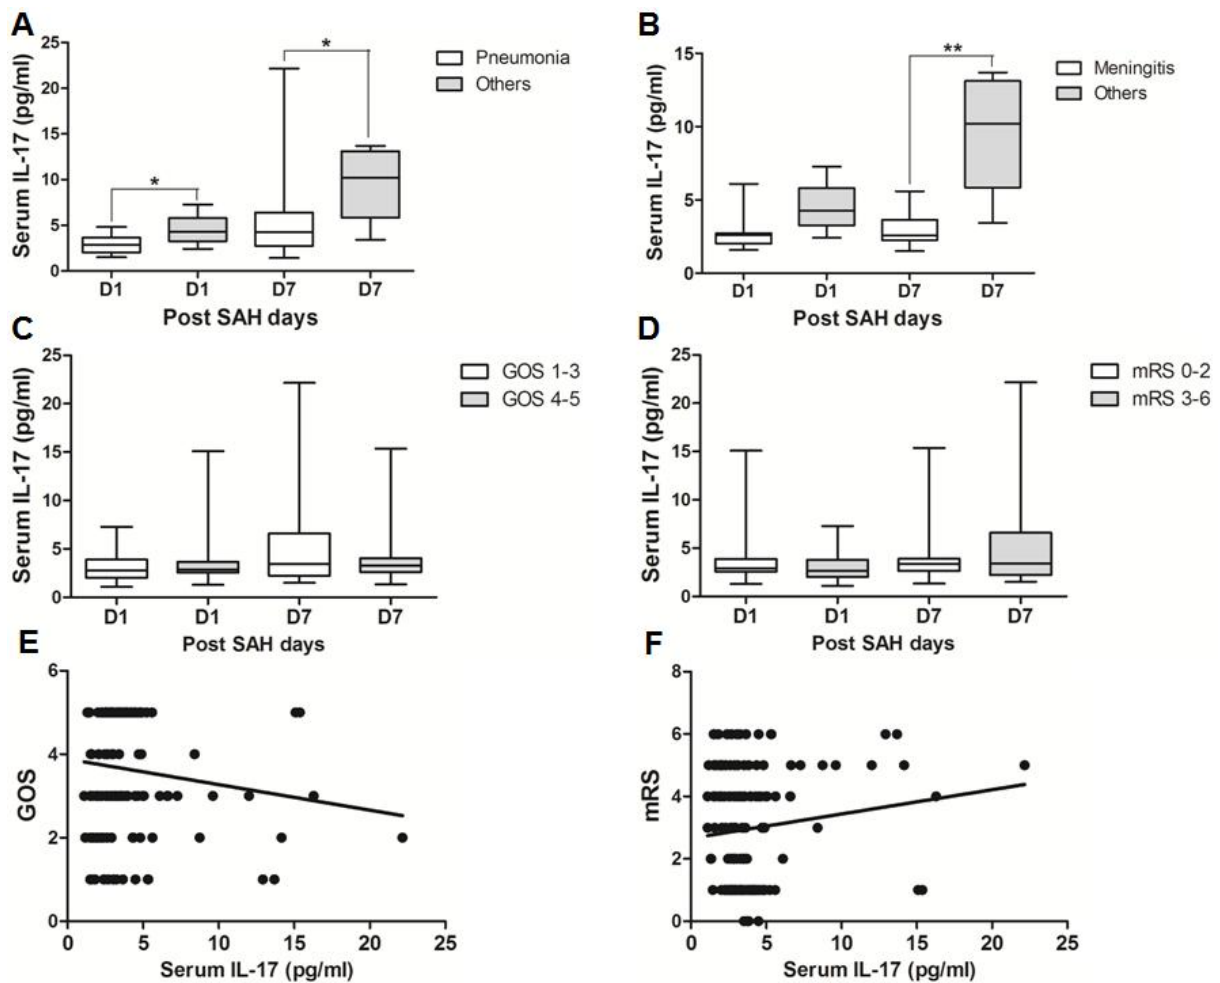 A
Serum IL-17 (pg/ml)
25
20
15
10
5
0
*
*
Pneumonia
Others
D1
D1
D7
D7
Post SAH days
B
Serum IL-17 (pg/ml)
15
10
5
0
**
Meningitis
Others
D1
D1
D7
D7
Post SAH days
C
Serum IL-17 (pg/ml)
25
20
15
10
5
0
GOS 1-3
GOS 4-5
D1
D1
D7
D7
Post SAH days
D
Serum IL-17 (pg/ml)
25
20
15
10
5
0
mRS 0-2
mRS 3-6
D1
D1
D7
D7
Post SAH days
E
GOS
6
4
2
0
0
5
10
15
20
25
Serum IL-17 (pg/ml)
F
mRS
8
6
4
2
0
0
5
10
15
20
25
Serum IL-17 (pg/ml)